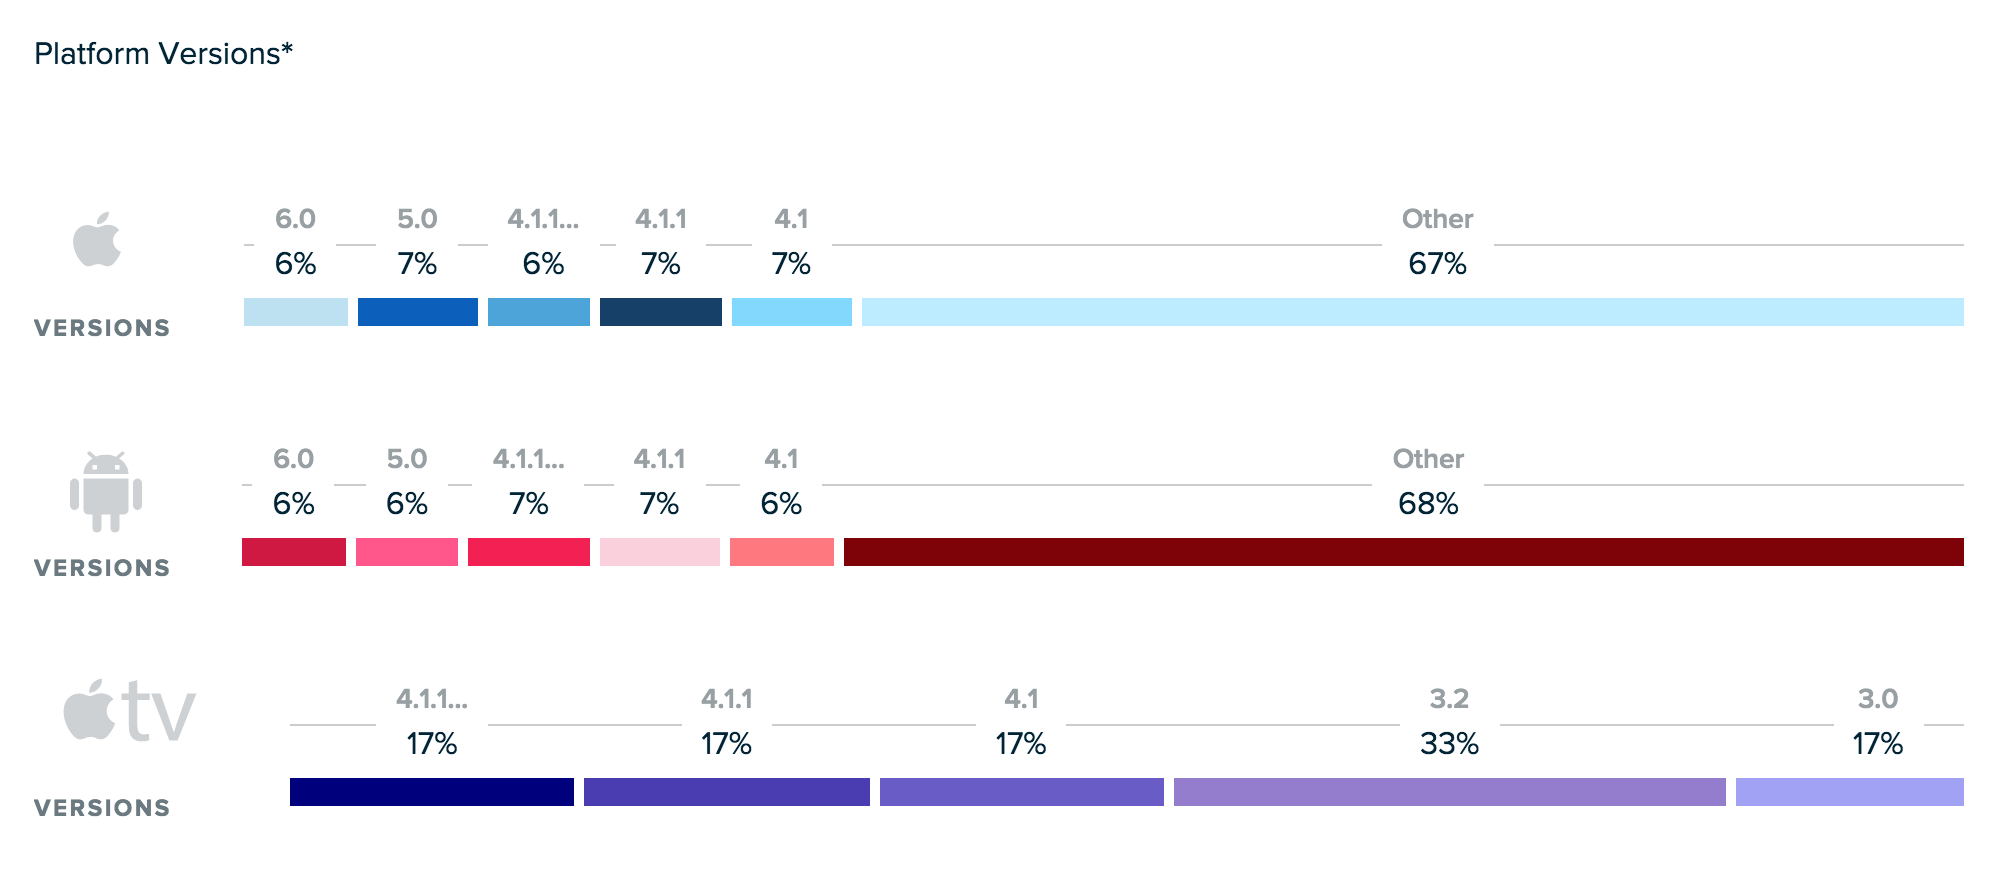 Platform Versions*
6.0 5.0 4.1.1... 4.1.1 4.1 Other
6% 7% 6% 7% 7% 67%
VERSIONS
6.0 5.0 4.1.1... 4.1.1 4.1 Other
6% 6% 7% 7% 6% 68%
VERSIONS
tv
4.1.1... 4.1.1 4.1 3.2 3.0
17% 17% 17% 33% 17%
VERSIONS